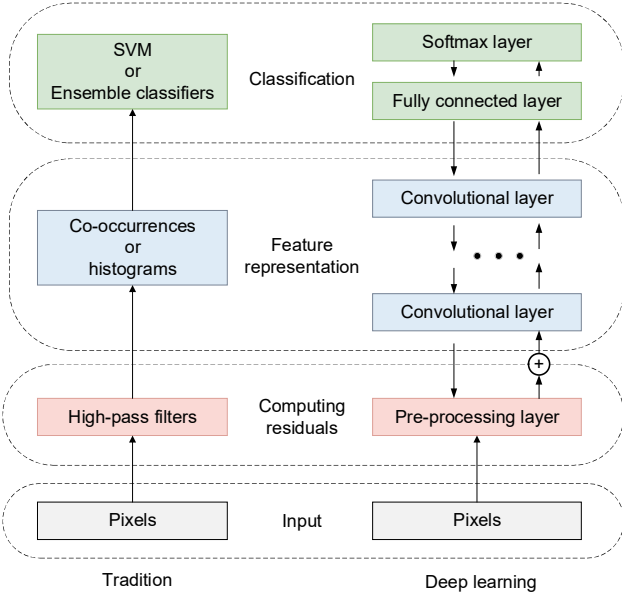 SVM
or
Ensemble classifiers
Classification
Softmax layer
Fully connected layer
Co-occurrences
or
histograms
Feature
representation
Convolutional layer
• • •
Convolutional layer
+
High-pass filters
Computing
residuals
Pre-processing layer
Pixels
Input
Pixels
Tradition
Deep learning